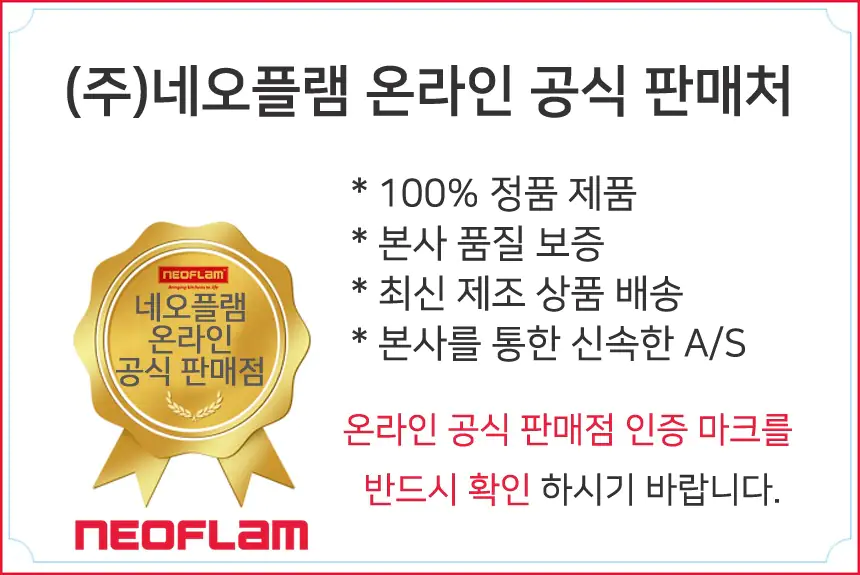 (주)네오플램 온라인 공식 판매처
* 100% 정품 제품
* 본사 품질 보증
* 최신 제조 상품 배송
* 본사를 통한 신속한 A/S
NEOFLAM
Bringing kitchens to life
네오플램
온라인
공식 판매점
온라인 공식 판매점 인증 마크를
반드시 확인 하시기 바랍니다.
NEOFLAM